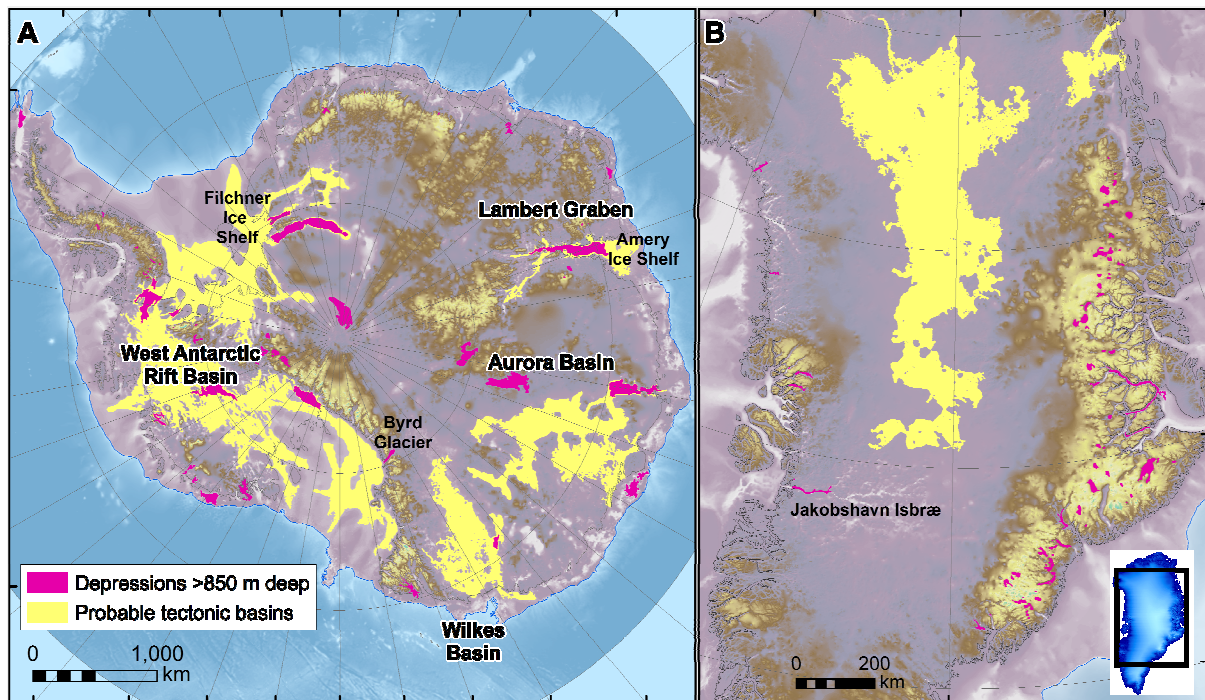 A
Filchner
Ice
Shelf
Lambert Graben
Amery
Ice Shelf
West Antarctic
Rift Basin
Aurora Basin
Byrd
Glacier
Depressions >850 m deep
Probable tectonic basins
Wilkes
Basin
0 1,000
km
B
Jakobshavn Isbræ
0 200
km